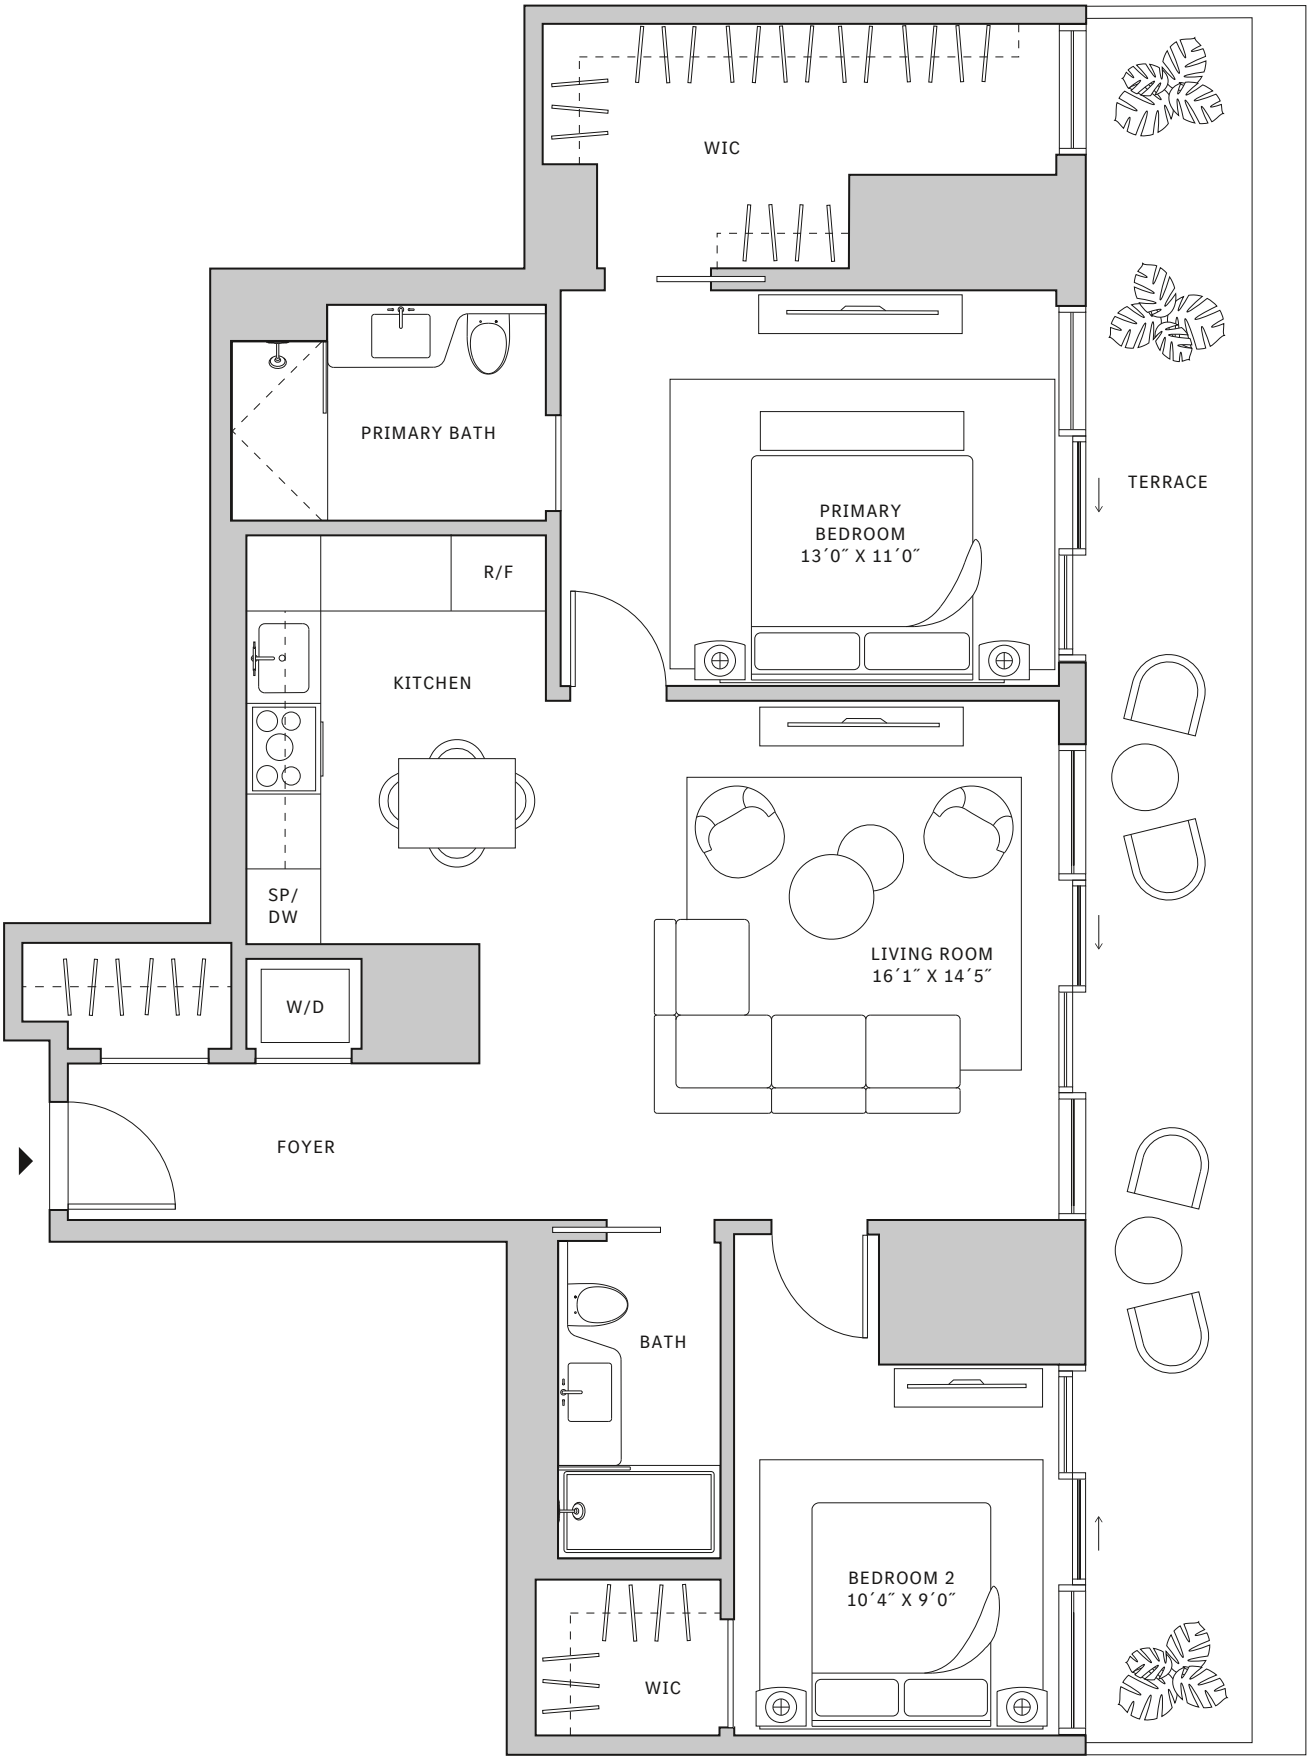 WIC
PRIMARY BATH
TERRACE
PRIMARY
BEDROOM
13´0˝ X 11´0˝
R/F
KITCHEN
SP/
DW
LIVING ROOM
16´1˝ X 14´5˝
W/D
FOYER
BATH
BEDROOM 2
10´4˝ X 9´0˝
WIC